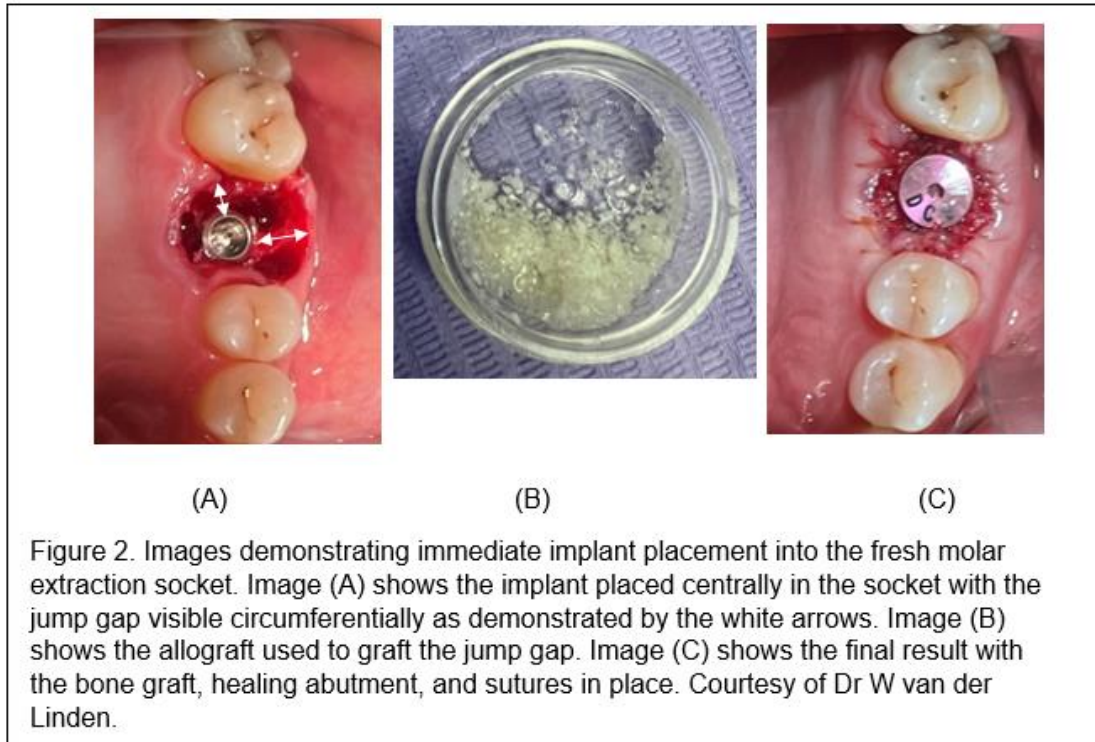 D C
(A)
(B)
(C)
Figure 2. Images demonstrating immediate implant placement into the fresh molar
extraction socket. Image (A) shows the implant placed centrally in the socket with the
jump gap visible circumferentially as demonstrated by the white arrows. Image (B)
shows the allograft used to graft the jump gap. Image (C) shows the final result with
the bone graft, healing abutment, and sutures in place. Courtesy of Dr W van der
Linden.